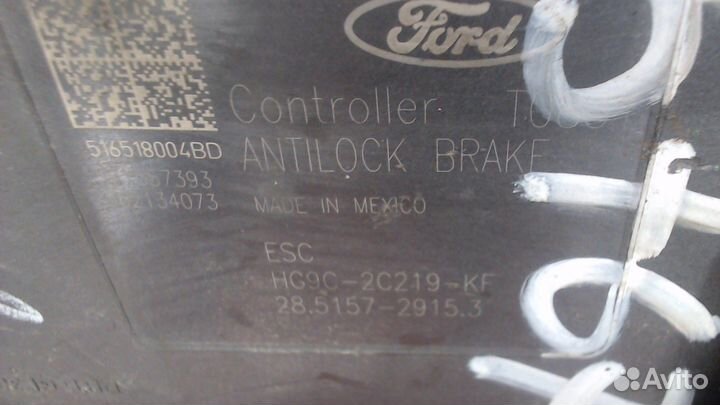 Ford
Controller
516518004BD
ANTILOCK BRAKE
MADE IN MEXICO
ESC
HG9C-2C219-KF
28.5157-2915.3
Avito